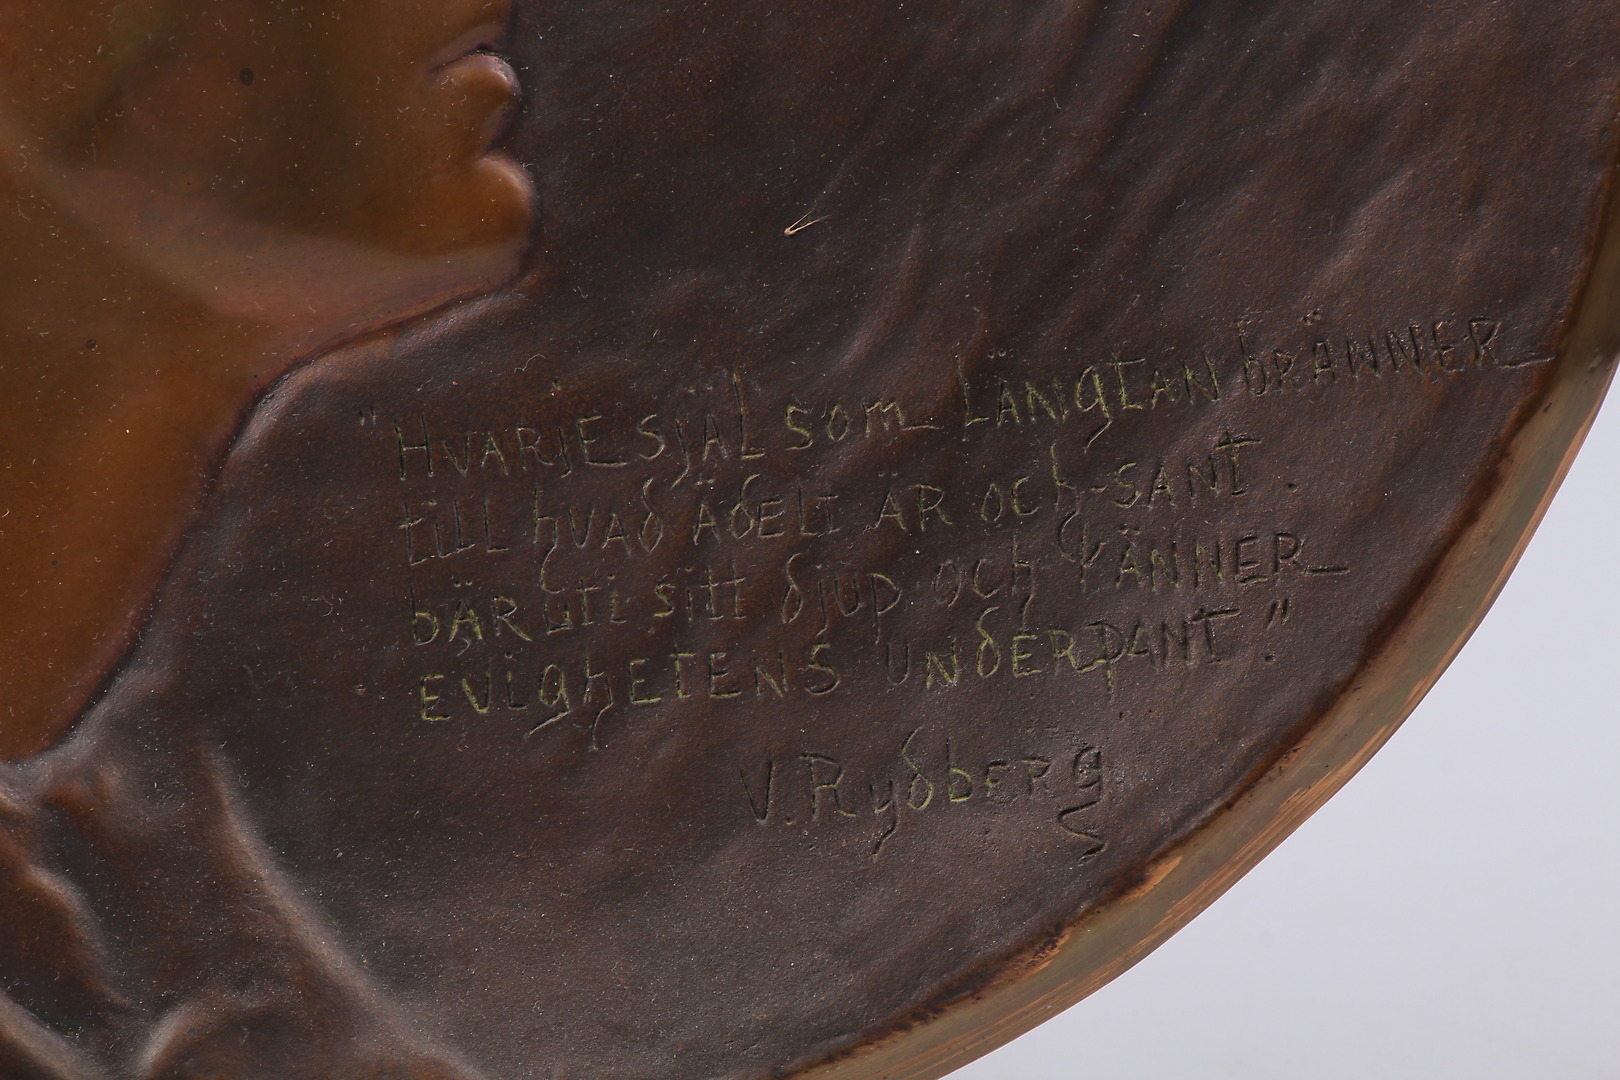 "HVARJE SJÄL som LÄNGTAN bRÄNNER
till hvad ÄdELT ÄR och SANT
bÄR uti sitt djup och KÄNNER
EVigHETENS UNdERPANT."
V. Rydberg